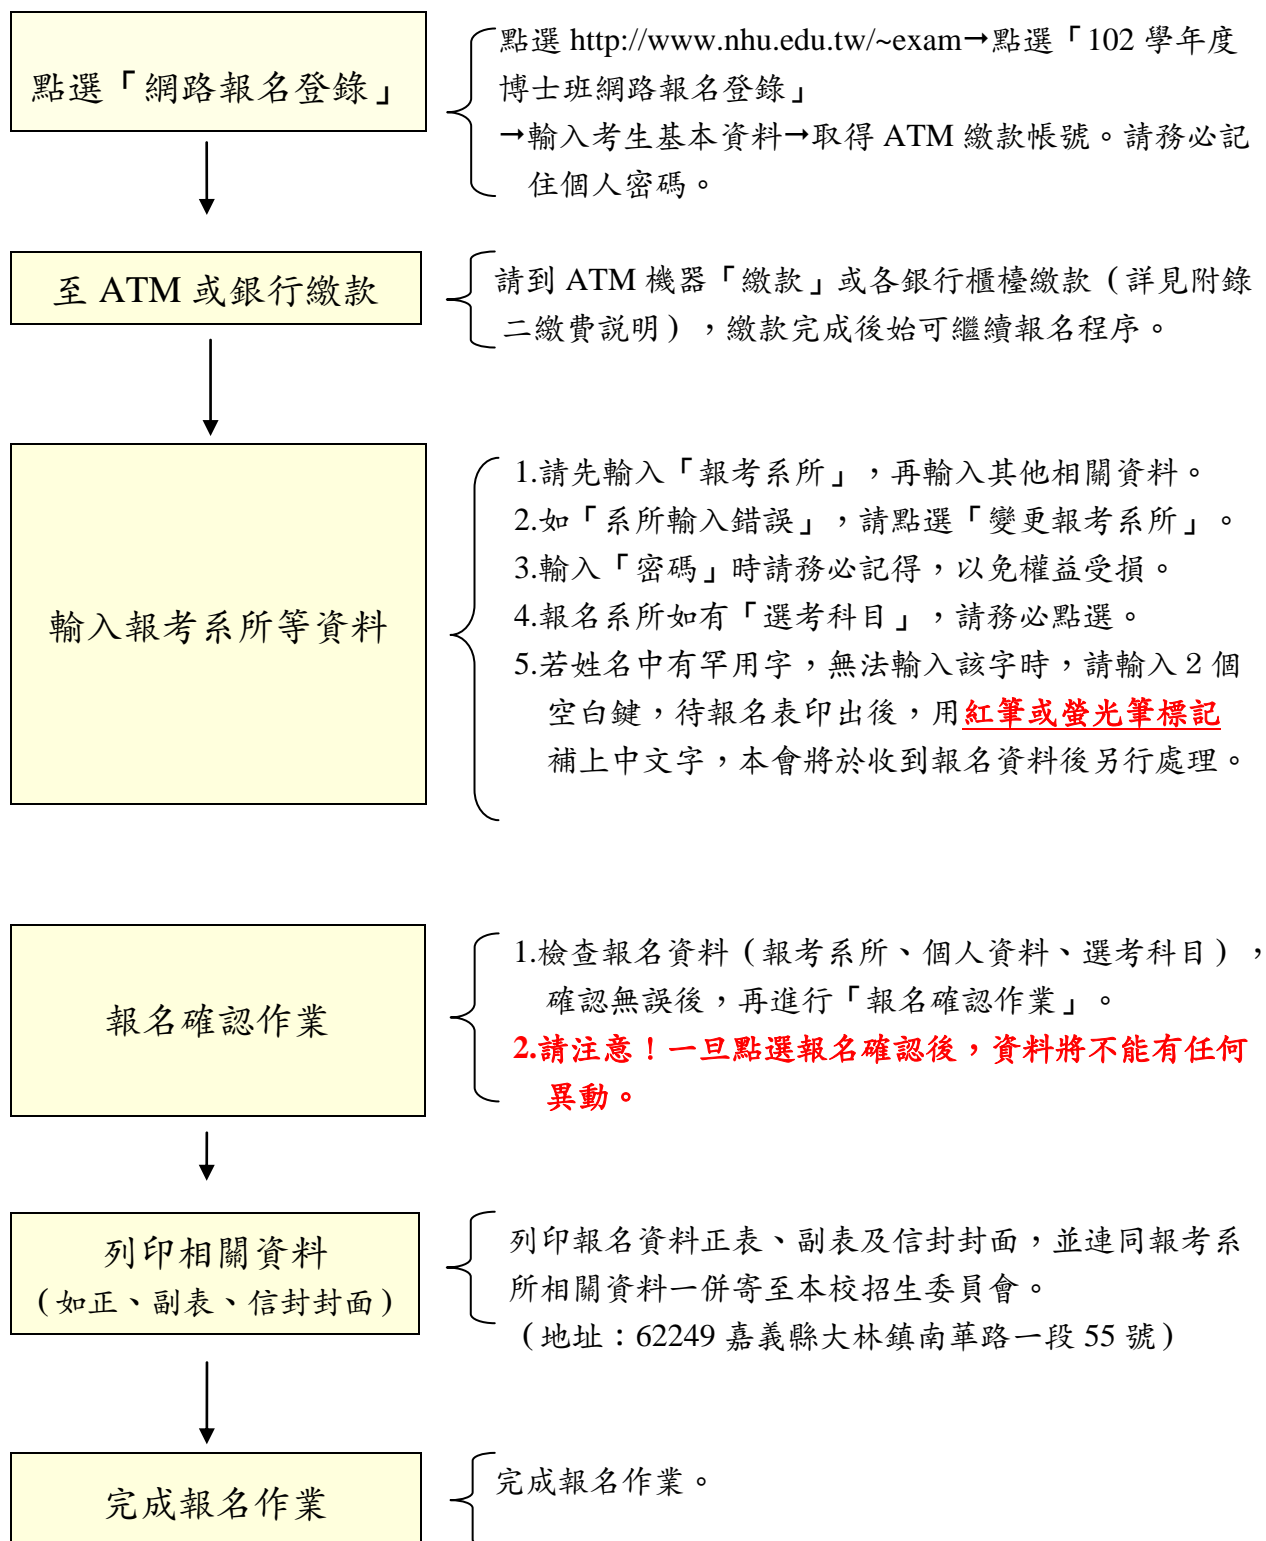 點選「網路報名登錄」
點選 http://www.nhu.edu.tw/~exam→點選「102 學年度
博士班網路報名登錄」
→輸入考生基本資料→取得 ATM 繳款帳號。請務必記
住個人密碼。
至 ATM 或銀行繳款
請到 ATM 機器「繳款」或各銀行櫃檯繳款（詳見附錄
二繳費說明），繳款完成後始可繼續報名程序。
輸入報考系所等資料
1.請先輸入「報考系所」，再輸入其他相關資料。
2.如「系所輸入錯誤」，請點選「變更報考系所」。
3.輸入「密碼」時請務必記得，以免權益受損。
4.報名系所如有「選考科目」，請務必點選。
5.若姓名中有罕用字，無法輸入該字時，請輸入２個
空白鍵，待報名表印出後，用紅筆或螢光筆標記
補上中文字，本會將於收到報名資料後另行處理。
報名確認作業
1.檢查報名資料（報考系所、個人資料、選考科目），
確認無誤後，再進行「報名確認作業」。
2.請注意！一旦點選報名確認後，資料將不能有任何
異動。
列印相關資料
（如正、副表、信封封面）
列印報名資料正表、副表及信封封面，並連同報考系
所相關資料一併寄至本校招生委員會。
（地址：62249 嘉義縣大林鎮南華路一段 55 號）
完成報名作業
完成報名作業。